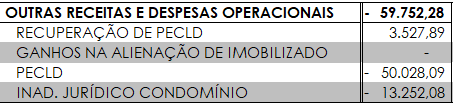 OUTRAS RECEITAS E DESPESAS OPERACIONAIS - 59.752,28
RECUPERAÇÃO DE PECLD 3.527,89
GANHOS NA ALIENAÇÃO DE IMOBILIZADO -
PECLD - 50.028,09
INAD. JURÍDICO CONDOMÍNIO - 13.252,08